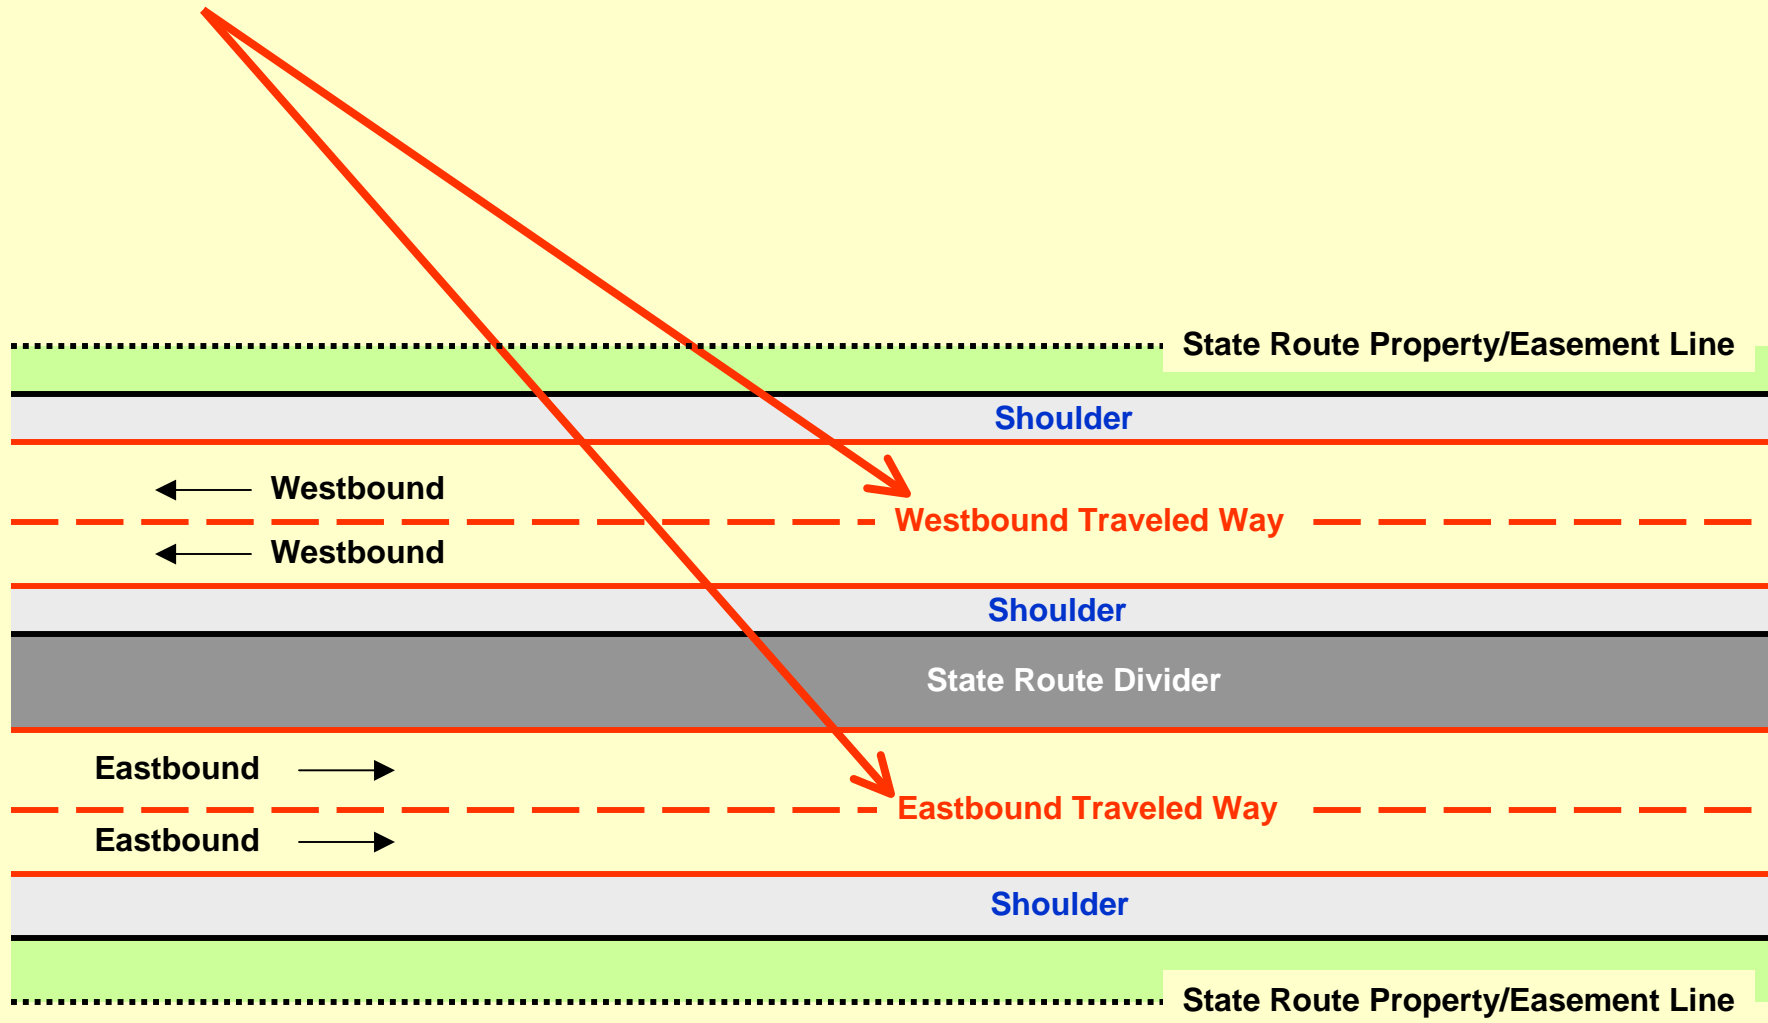 State Route Property/Easement Line
Shoulder
Westbound
Westbound Traveled Way
Westbound
Shoulder
State Route Divider
Eastbound
Eastbound Traveled Way
Eastbound
Shoulder
State Route Property/Easement Line